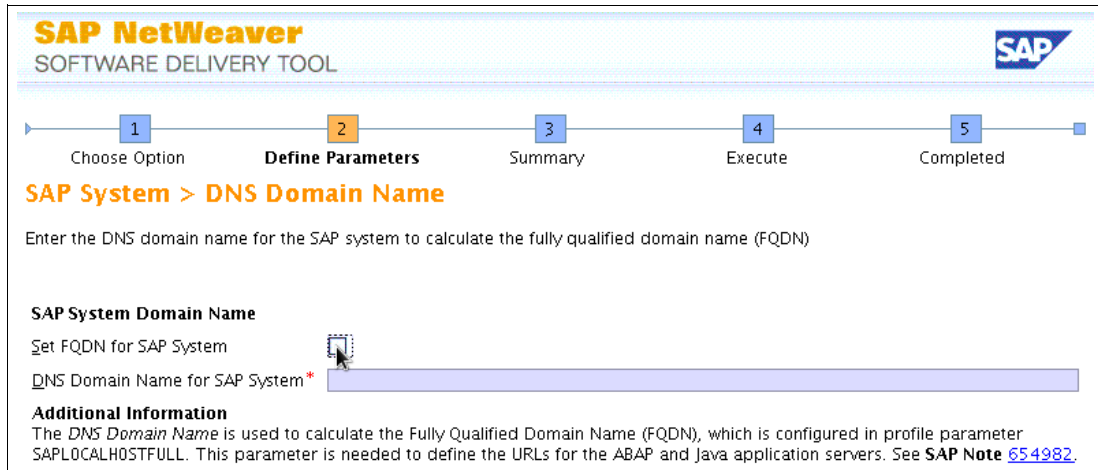 SAP NetWeaver
SOFTWARE DELIVERY TOOL
SAP
1 2 3 4 5
Choose Option Define Parameters Summary Execute Completed
SAP System > DNS Domain Name
Enter the DNS domain name for the SAP system to calculate the fully qualified domain name (FQDN)
SAP System Domain Name
Set FQDN for SAP System
DNS Domain Name for SAP System*
Additional Information
The DNS Domain Name is used to calculate the Fully Qualified Domain Name (FQDN), which is configured in profile parameter
SAPLOCALHOSTFULL. This parameter is needed to define the URLs for the ABAP and Java application servers. See SAP Note 654982.